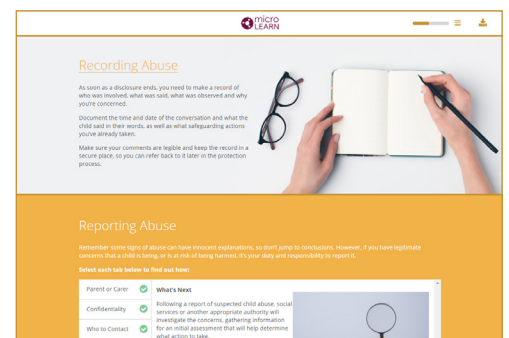 micro
LEARN
Recording Abuse
As soon as a disclosure ends, you need to make a record of
who was involved, what was said, what was observed and why
you're concerned.
Document the time and date of the conversation and what the
child said in their words, as well as what safeguarding actions
you've already taken.
Make sure your comments are legible and keep the record in a
secure place, so you can refer back to it later in the protection
process.
Reporting Abuse
Remember some signs of abuse can have innocent explanations, so don't jump to conclusions. However, if you have legitimate
concerns that a child is being, or is at risk of being harmed, it's your duty and responsibility to report it.
Select each tab below to find out how:
Parent or Carer
Confidentiality
Who to Contact
What's Next
Following a report of suspected child abuse, social
services or another appropriate authority will
investigate the concerns, gathering information
for an initial assessment that will help determine
what action to take.